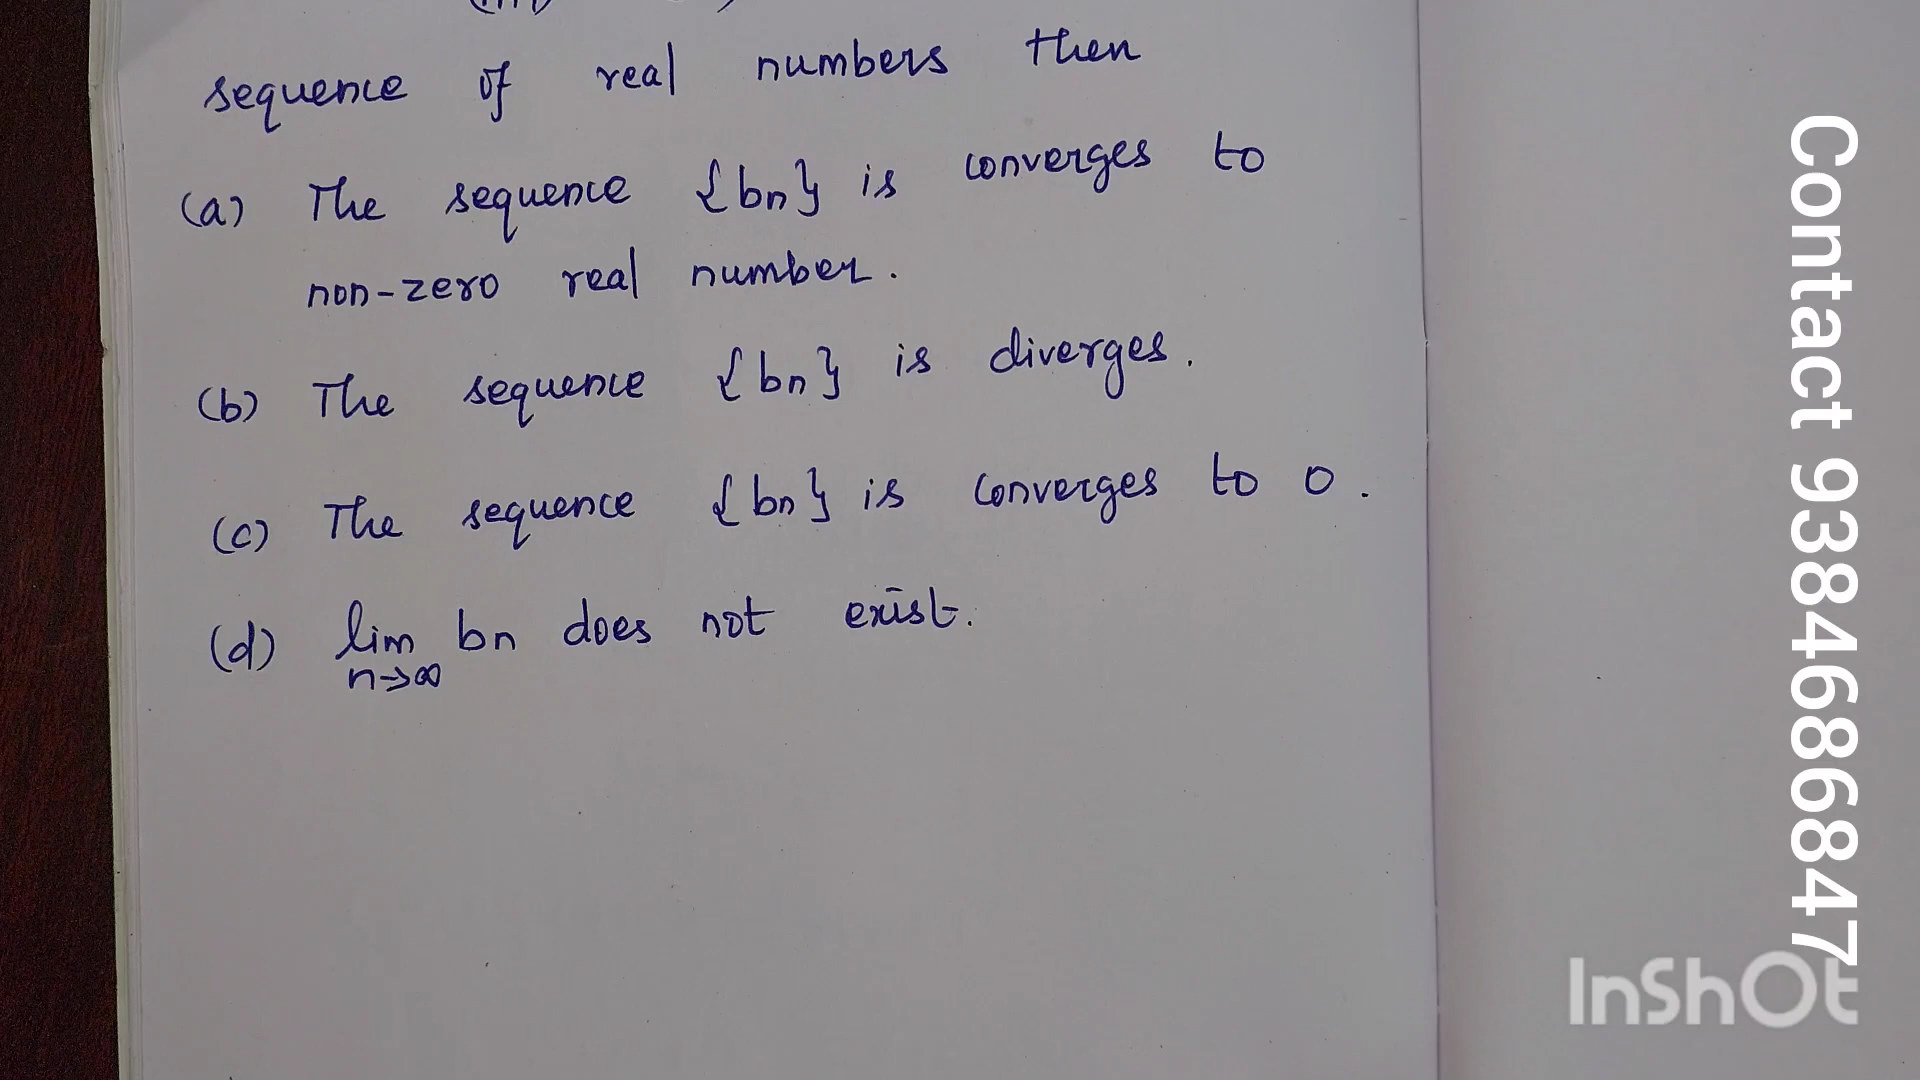 sequence of real numbers then
(a) The sequence {bn} is converges to
non-zero real number.
(b) The sequence {bn} is diverges.
(c) The sequence {bn} is converges to 0.
(d) lim bn does not exist.
n→∞
Contact 9384686847
InShOt